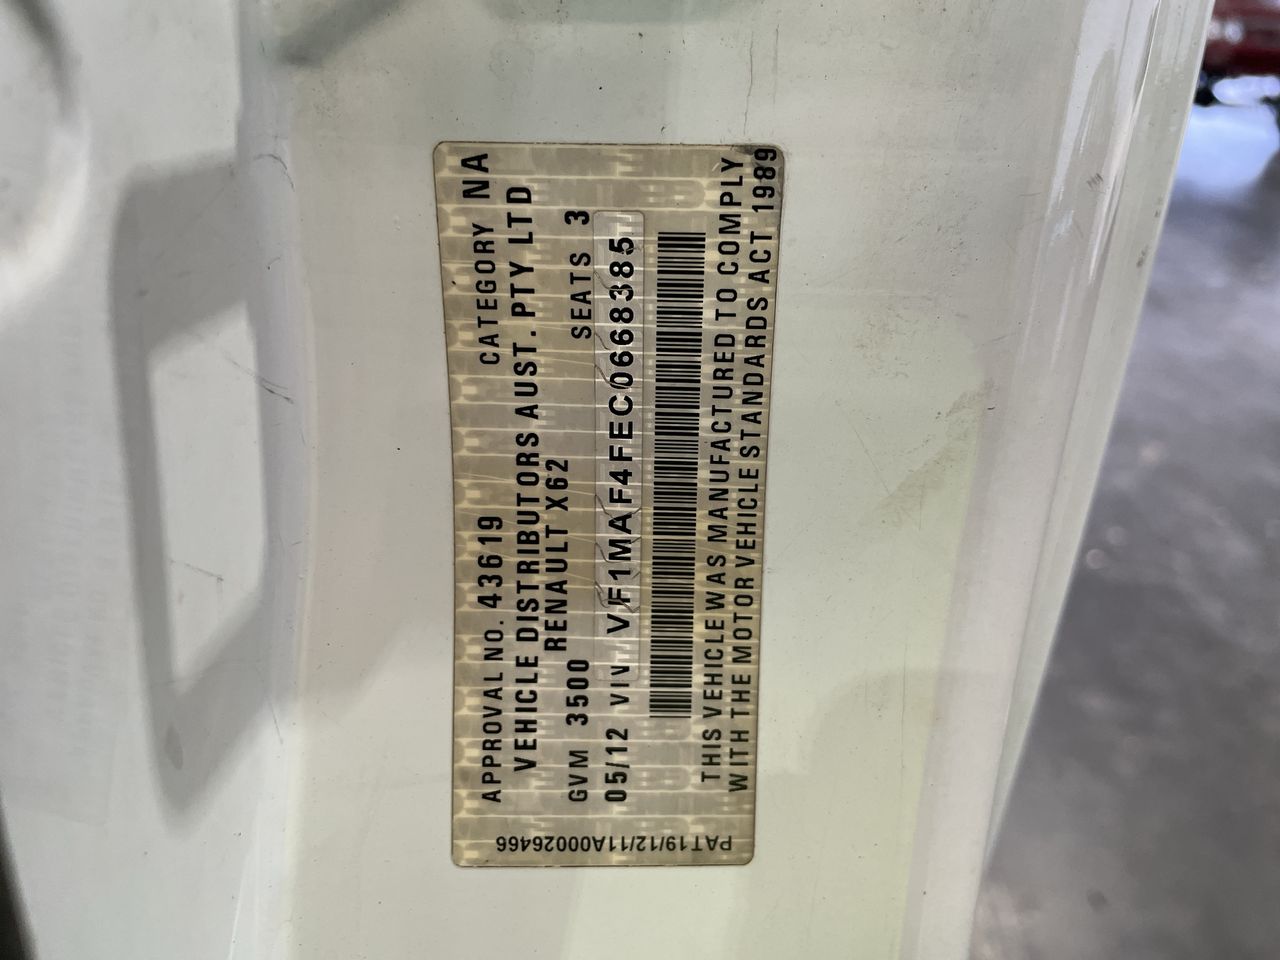 APPROVAL NO. 43619 CATEGORY NA
VEHICLE DISTRIBUTORS AUST. PTY LTD
RENAULT X62
GVM 3500 SEATS 3
05/12 VIN VF1MAF4FEC0668385
THIS VEHICLE WAS MANUFACTURED TO COMPLY
WITH THE MOTOR VEHICLE STANDARDS ACT 1989
PAT19/12/11A00026466